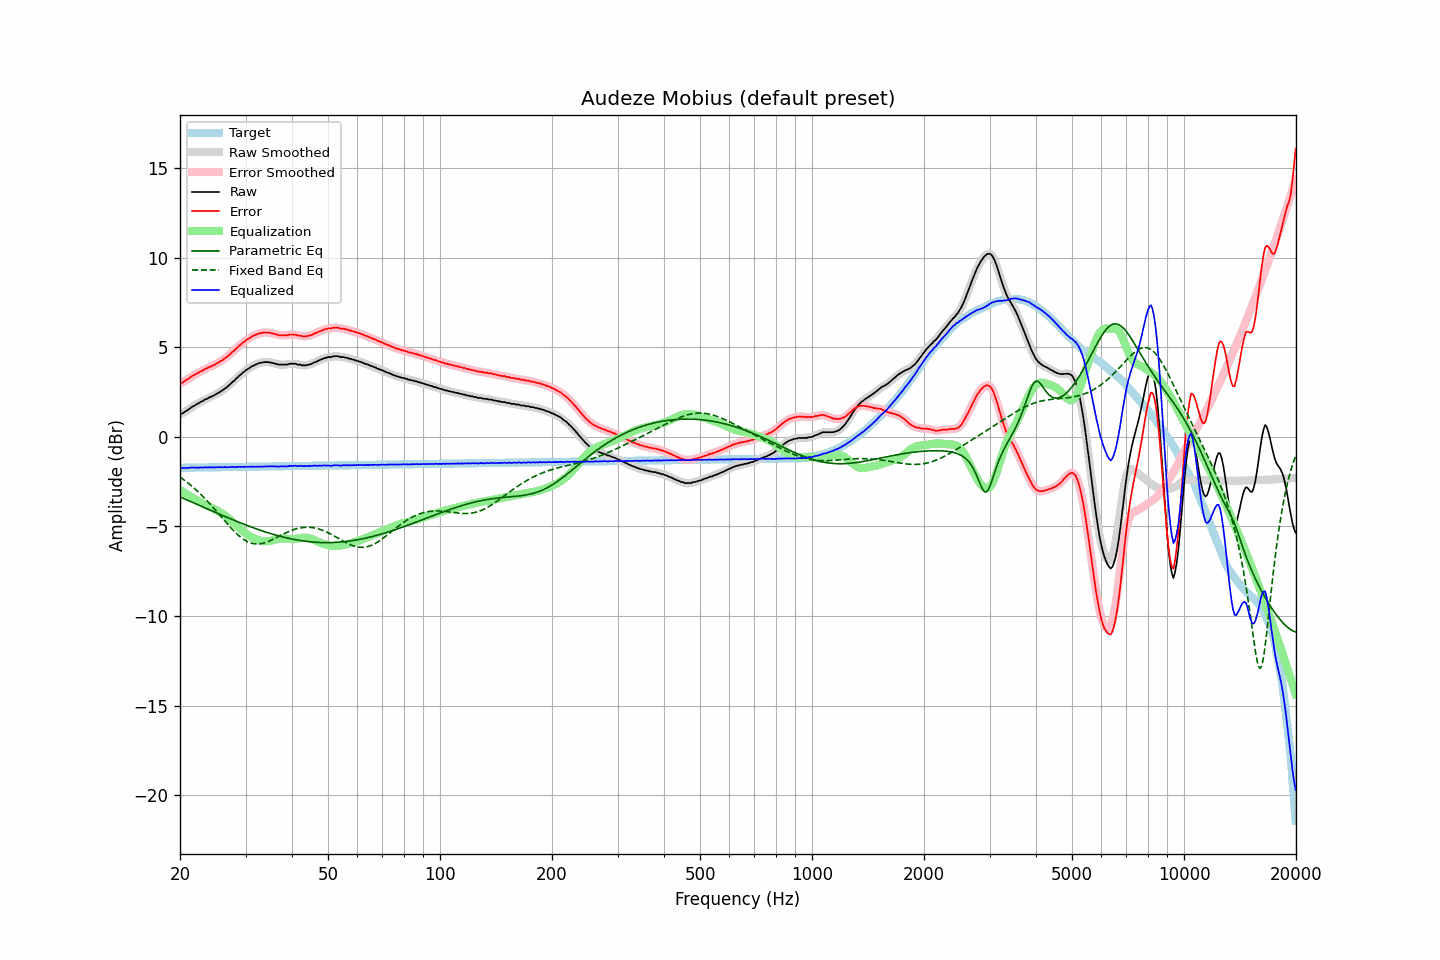 Audeze Mobius (default preset)
Target
Raw Smoothed
Error Smoothed
Raw
Error
Equalization
Parametric Eq
Fixed Band Eq
Equalized
15
10
5
0
−5
−10
−15
−20
Amplitude (dBr)
20 50 100 200 500 1000 2000 5000 10000 20000
Frequency (Hz)